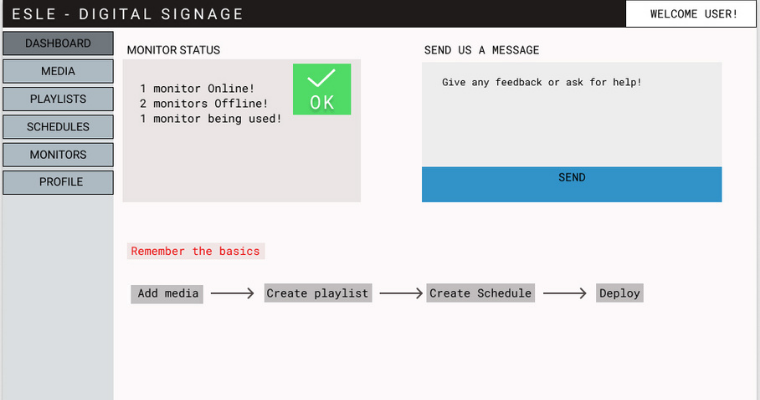 ESLE - DIGITAL SIGNAGE
WELCOME USER!
DASHBOARD
MEDIA
PLAYLISTS
SCHEDULES
MONITORS
PROFILE
MONITOR STATUS
1 monitor Online!
2 monitors Offline!
1 monitor being used!
OK
SEND US A MESSAGE
Give any feedback or ask for help!
SEND
Remember the basics
Add media
Create playlist
Create Schedule
Deploy